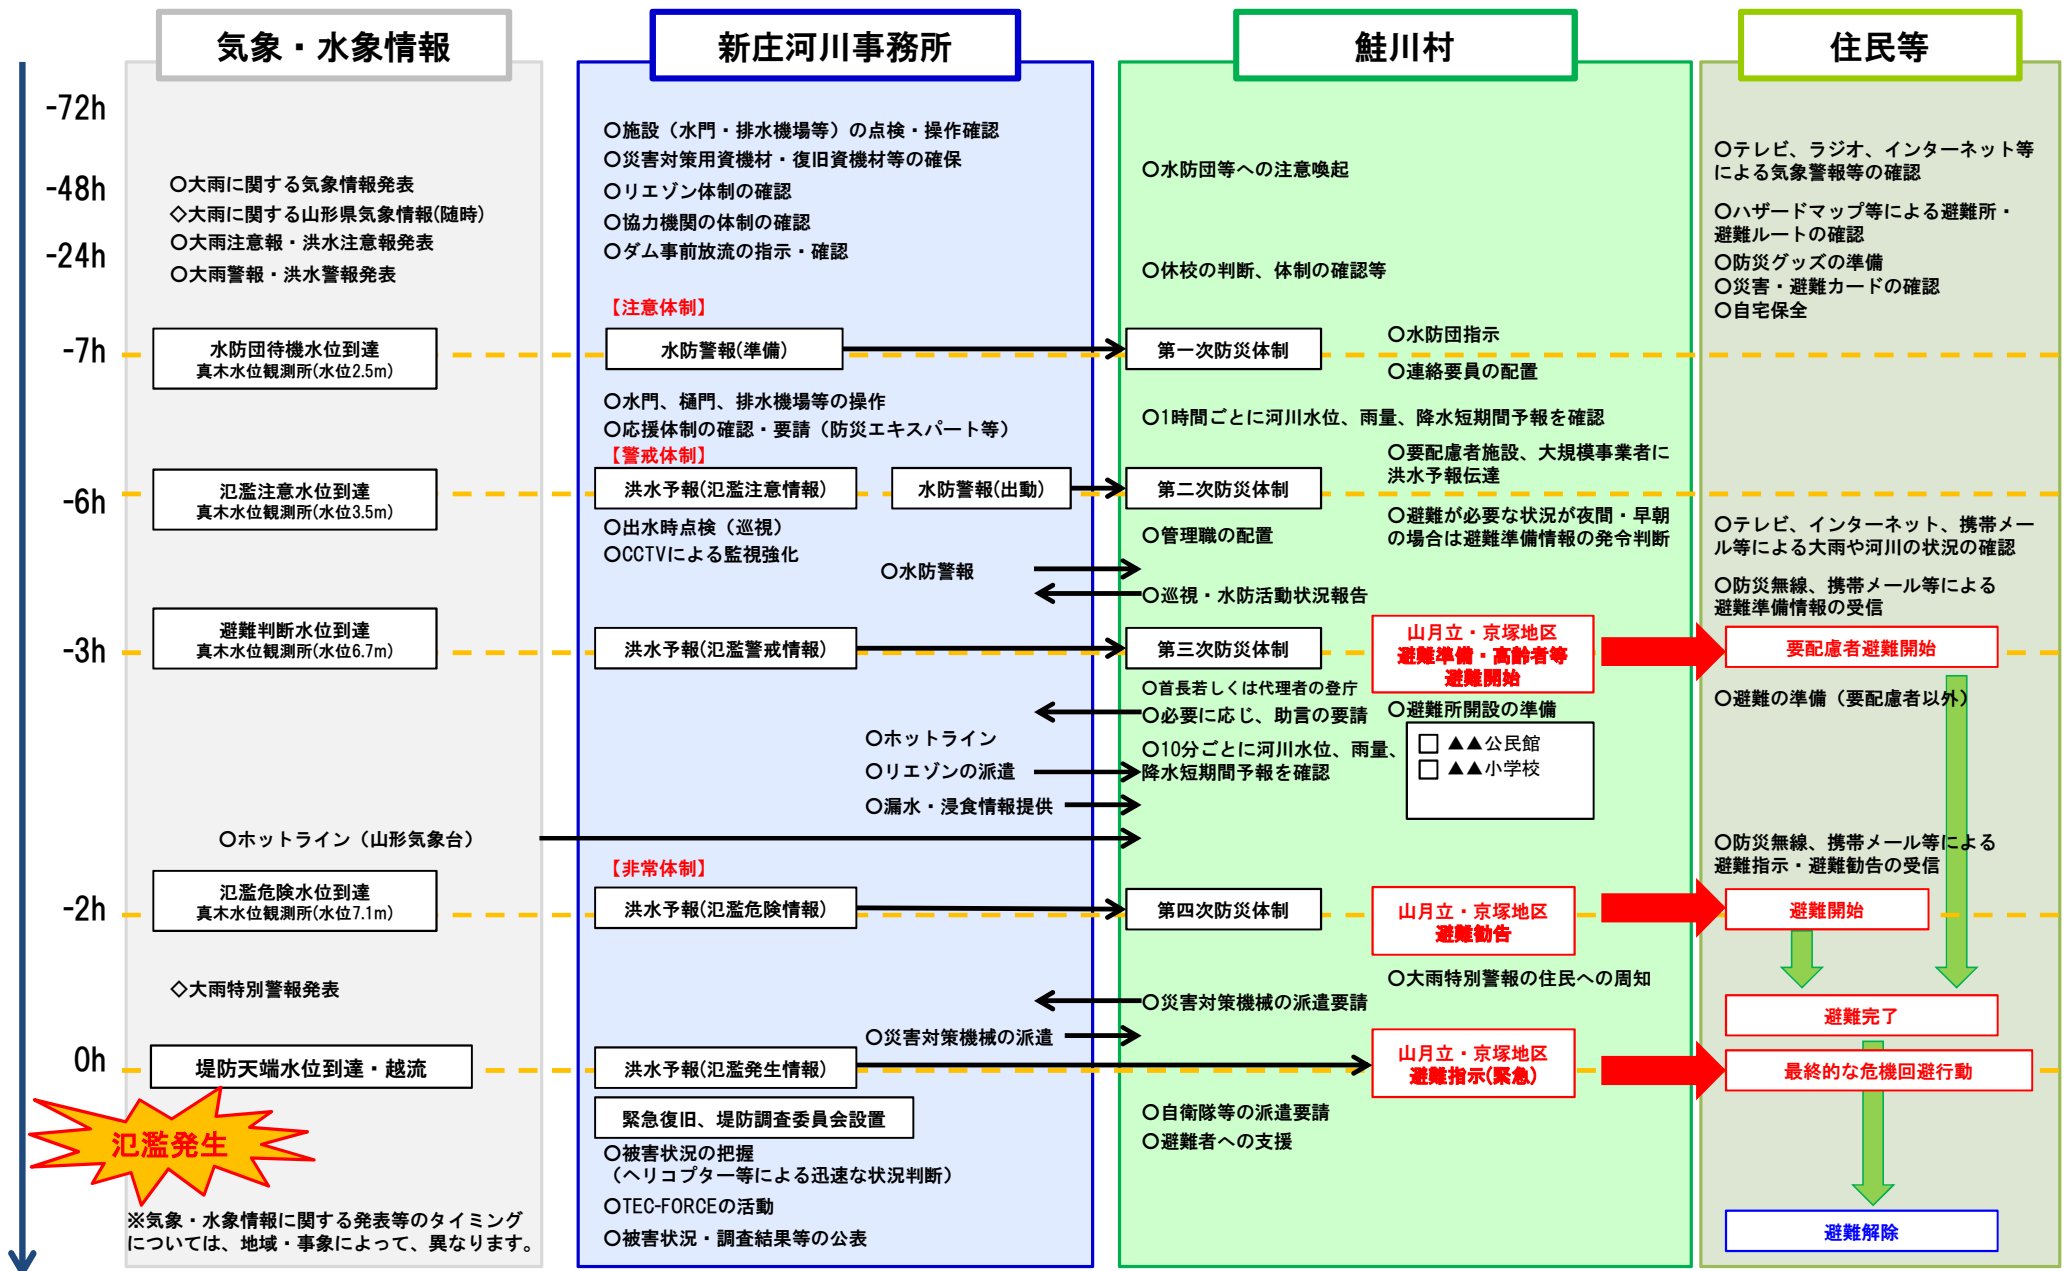 気象・水象情報
新庄河川事務所
鮭川村
住民等
-72h
-48h
-24h
-7h
-6h
-3h
-2h
0h
○大雨に関する気象情報発表
◇大雨に関する山形県気象情報(随時)
○大雨注意報・洪水注意報発表
○大雨警報・洪水警報発表
水防団待機水位到達
真木水位観測所(水位2.5m)
氾濫注意水位到達
真木水位観測所(水位3.5m)
避難判断水位到達
真木水位観測所(水位6.7m)
○ホットライン（山形気象台）
氾濫危険水位到達
真木水位観測所(水位7.1m)
◇大雨特別警報発表
堤防天端水位到達・越流
氾濫発生
※気象・水象情報に関する発表等のタイミング
については、地域・事象によって、異なります。
○施設（水門・排水機場等）の点検・操作確認
○災害対策用資機材・復旧資機材等の確保
○リエゾン体制の確認
○協力機関の体制の確認
○ダム事前放流の指示・確認
【注意体制】
水防警報(準備)
○水門、樋門、排水機場等の操作
○応援体制の確認・要請（防災エキスパート等）
【警戒体制】
洪水予報(氾濫注意情報)
水防警報(出動)
○出水時点検（巡視）
○CCTVによる監視強化
○水防警報
洪水予報(氾濫警戒情報)
○ホットライン
○リエゾンの派遣
○漏水・浸食情報提供
【非常体制】
洪水予報(氾濫危険情報)
○災害対策機械の派遣
洪水予報(氾濫発生情報)
緊急復旧、堤防調査委員会設置
○被害状況の把握
（ヘリコプター等による迅速な状況判断）
○TEC-FORCEの活動
○被害状況・調査結果等の公表
○水防団等への注意喚起
○休校の判断、体制の確認等
第一次防災体制
○水防団指示
○連絡要員の配置
○1時間ごとに河川水位、雨量、降水短期間予報を確認
○要配慮者施設、大規模事業者に
洪水予報伝達
第二次防災体制
○避難が必要な状況が夜間・早朝
の場合は避難準備情報の発令判断
○管理職の配置
○巡視・水防活動状況報告
第三次防災体制
山月立・京塚地区
避難準備・高齢者等
避難開始
○首長若しくは代理者の登庁
○必要に応じ、助言の要請
○避難所開設の準備
□ ▲▲公民館
□ ▲▲小学校
○10分ごとに河川水位、雨量、
降水短期間予報を確認
第四次防災体制
山月立・京塚地区
避難勧告
○大雨特別警報の住民への周知
○災害対策機械の派遣要請
山月立・京塚地区
避難指示(緊急)
○自衛隊等の派遣要請
○避難者への支援
○テレビ、ラジオ、インターネット等
による気象警報等の確認
○ハザードマップ等による避難所・
避難ルートの確認
○防災グッズの準備
○災害・避難カードの確認
○自宅保全
○テレビ、インターネット、携帯メー
ル等による大雨や河川の状況の確認
○防災無線、携帯メール等による
避難準備情報の受信
要配慮者避難開始
○避難の準備（要配慮者以外）
○防災無線、携帯メール等による
避難指示・避難勧告の受信
避難開始
避難完了
最終的な危機回避行動
避難解除